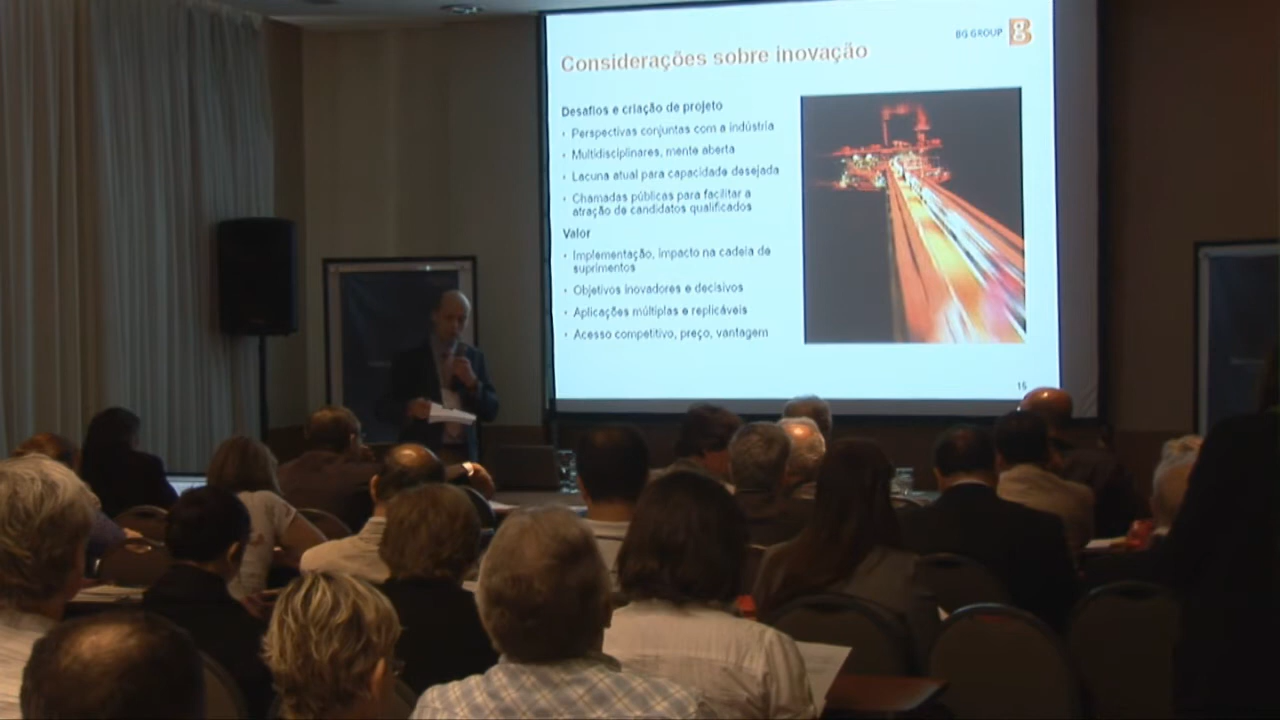 BG GROUP
Considerações sobre inovação
Desafios e criação de projeto
• Perspectivas conjuntas com a indústria
• Multidisciplinares, mente aberta
• Lacuna atual para capacidade desejada
• Chamadas públicas para facilitar a
atração de candidatos qualificados
Valor
• Implementação, impacto na cadeia de
suprimentos
• Objetivos inovadores e decisivos
• Aplicações múltiplas e replicáveis
• Acesso competitivo, preço, vantagem
15